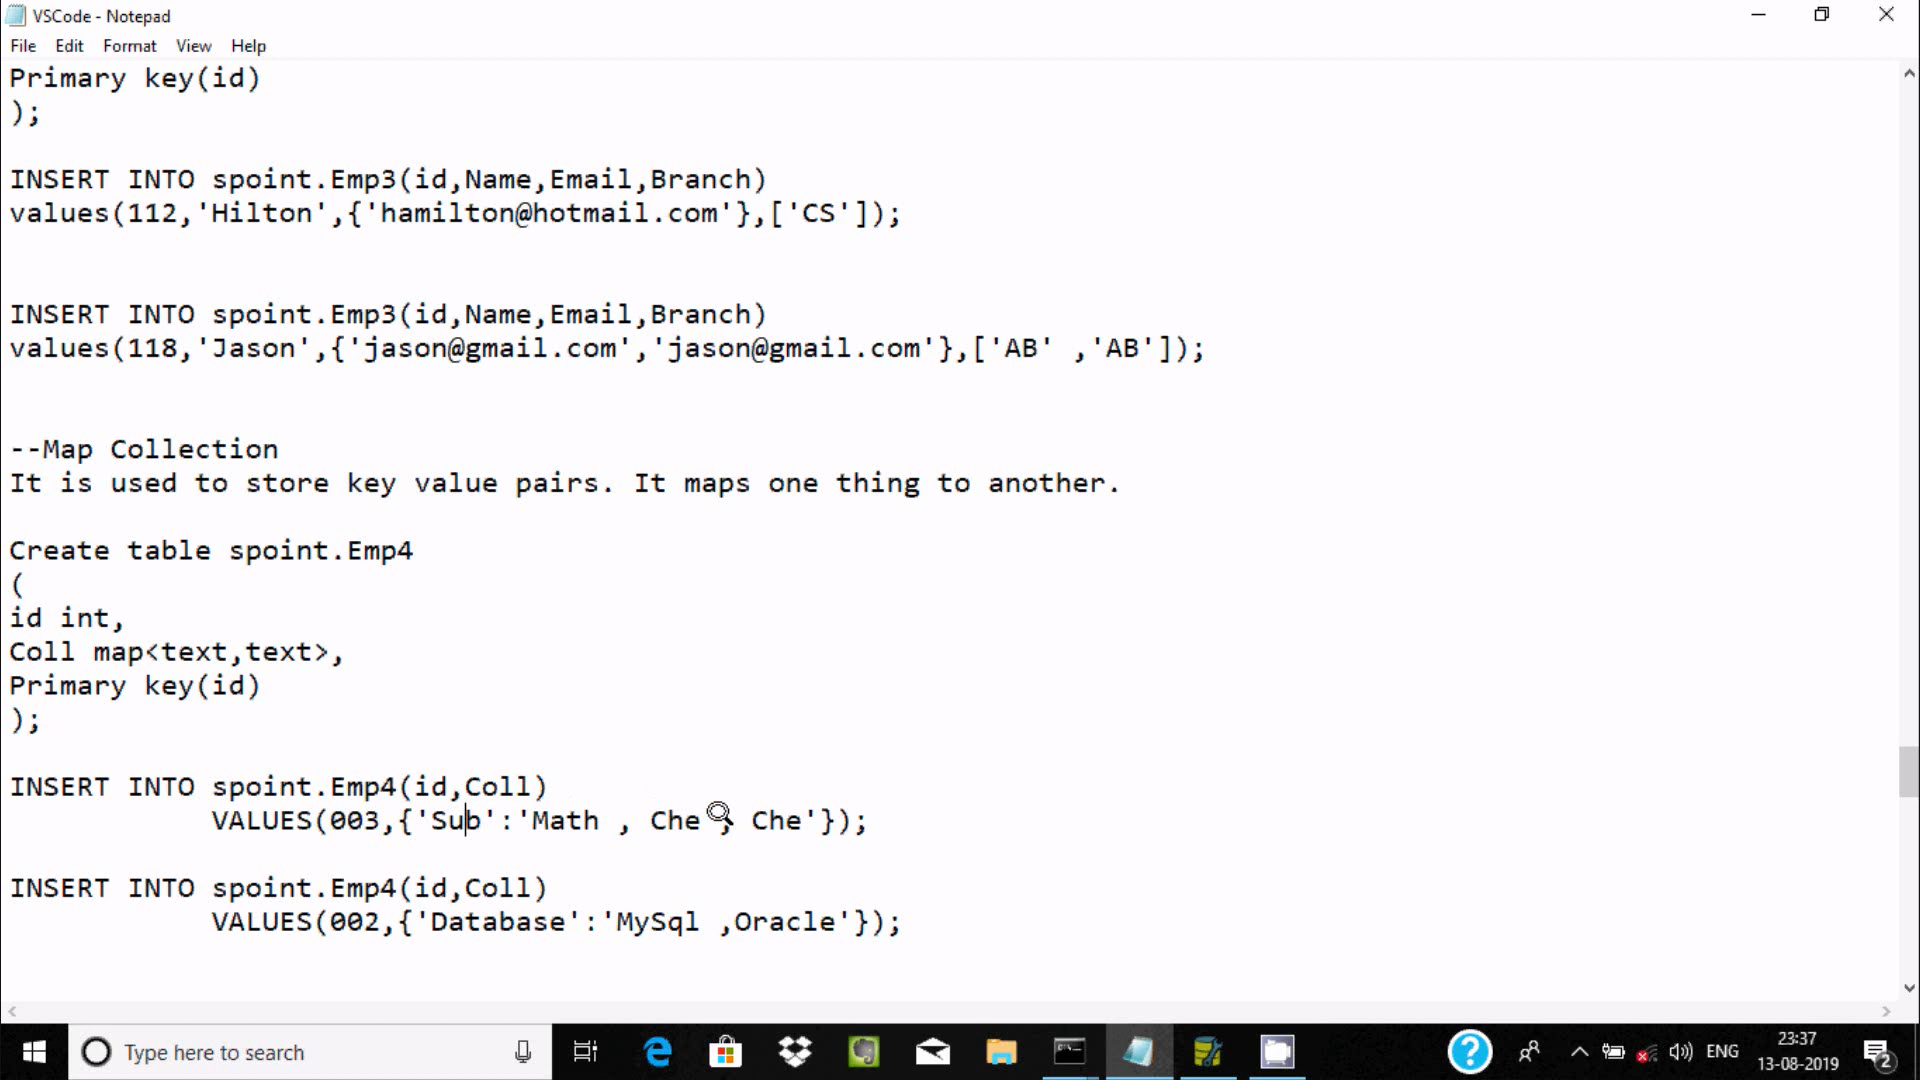 VSCode - Notepad
File Edit Format View Help
Primary key(id)
);
INSERT INTO spoint.Emp3(id,Name,Email,Branch)
values(112,'Hilton',{'hamilton@hotmail.com'},['CS']);
INSERT INTO spoint.Emp3(id,Name,Email,Branch)
values(118,'Jason',{'jason@gmail.com','jason@gmail.com'},['AB' ,'AB']);
--Map Collection
It is used to store key value pairs. It maps one thing to another.
Create table spoint.Emp4
(
id int,
Coll map<text,text>,
Primary key(id)
);
INSERT INTO spoint.Emp4(id,Coll)
VALUES(003,{'Sub':'Math , Che , Che'});
INSERT INTO spoint.Emp4(id,Coll)
VALUES(002,{'Database':'MySql ,Oracle'});
Type here to search
ENG
23:37
13-08-2019
2